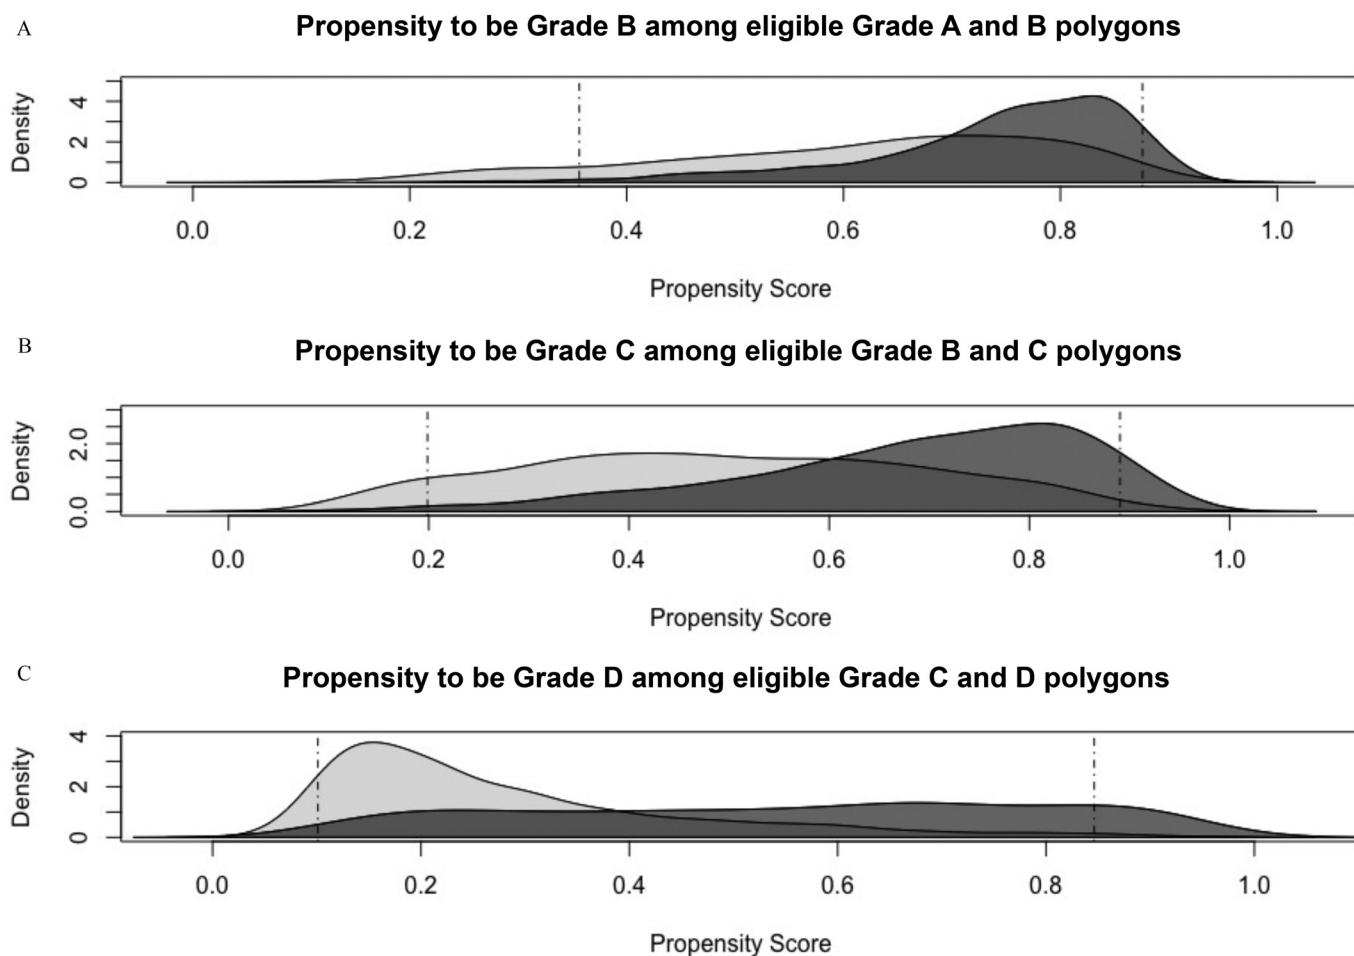 A
Propensity to be Grade B among eligible Grade A and B polygons
Density
4
2
0
0.0 0.2 0.4 0.6 0.8 1.0
Propensity Score
B
Propensity to be Grade C among eligible Grade B and C polygons
Density
2.0
0.0
0.0 0.2 0.4 0.6 0.8 1.0
Propensity Score
C
Propensity to be Grade D among eligible Grade C and D polygons
Density
4
2
0
0.0 0.2 0.4 0.6 0.8 1.0
Propensity Score